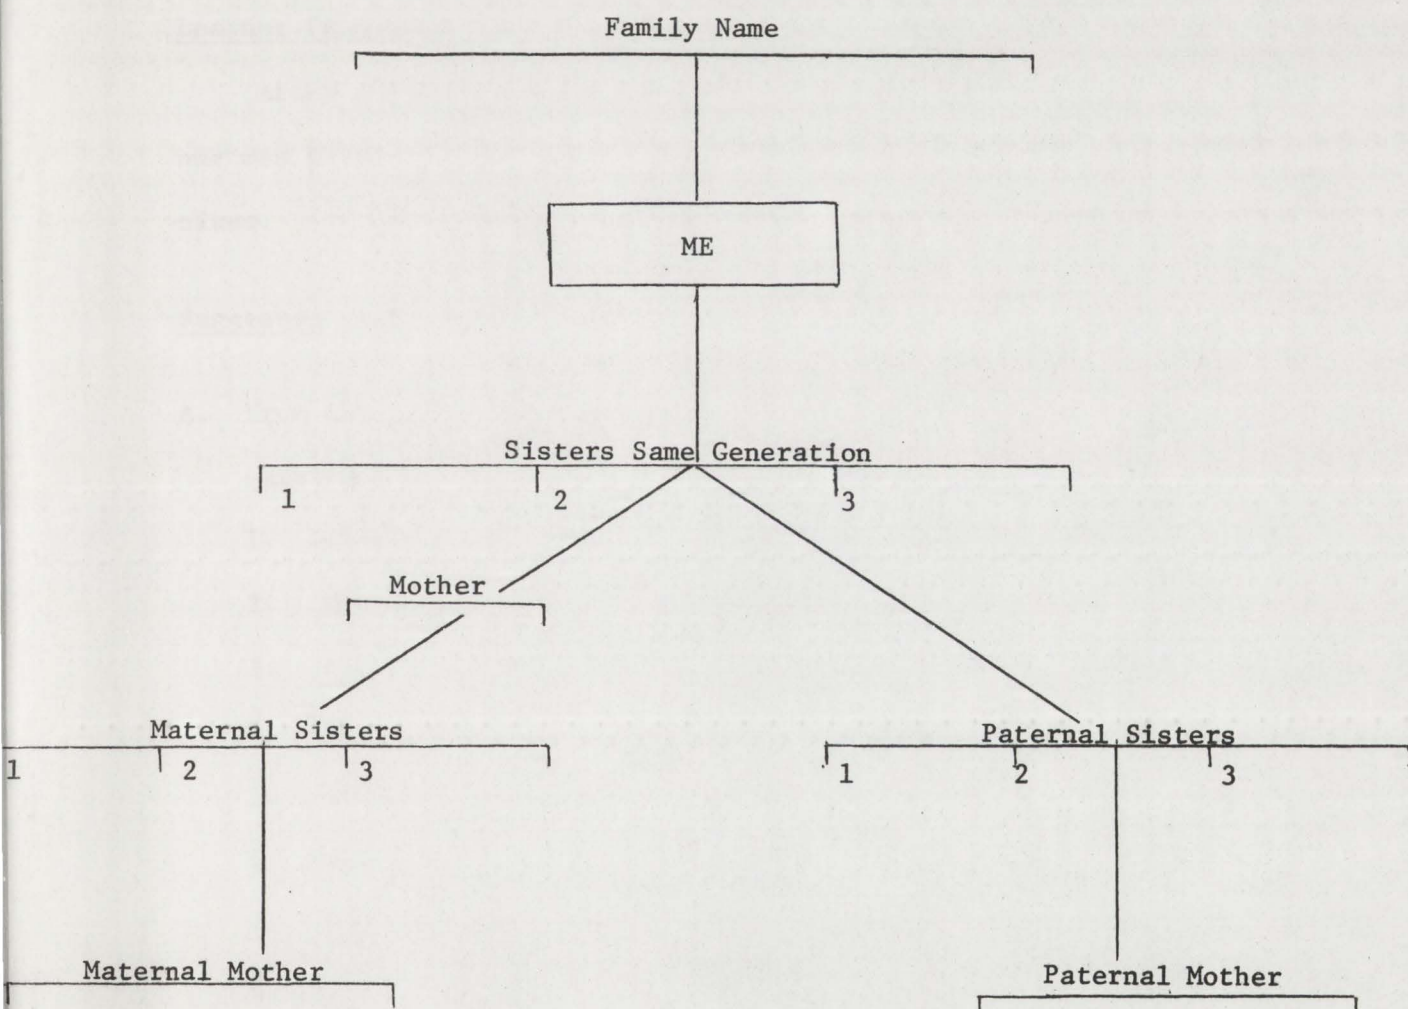 Family Name
ME
Sisters Same Generation
1 2 3
Mother
Maternal Sisters Paternal Sisters
1 2 3 1 2 3
Maternal Mother Paternal Mother